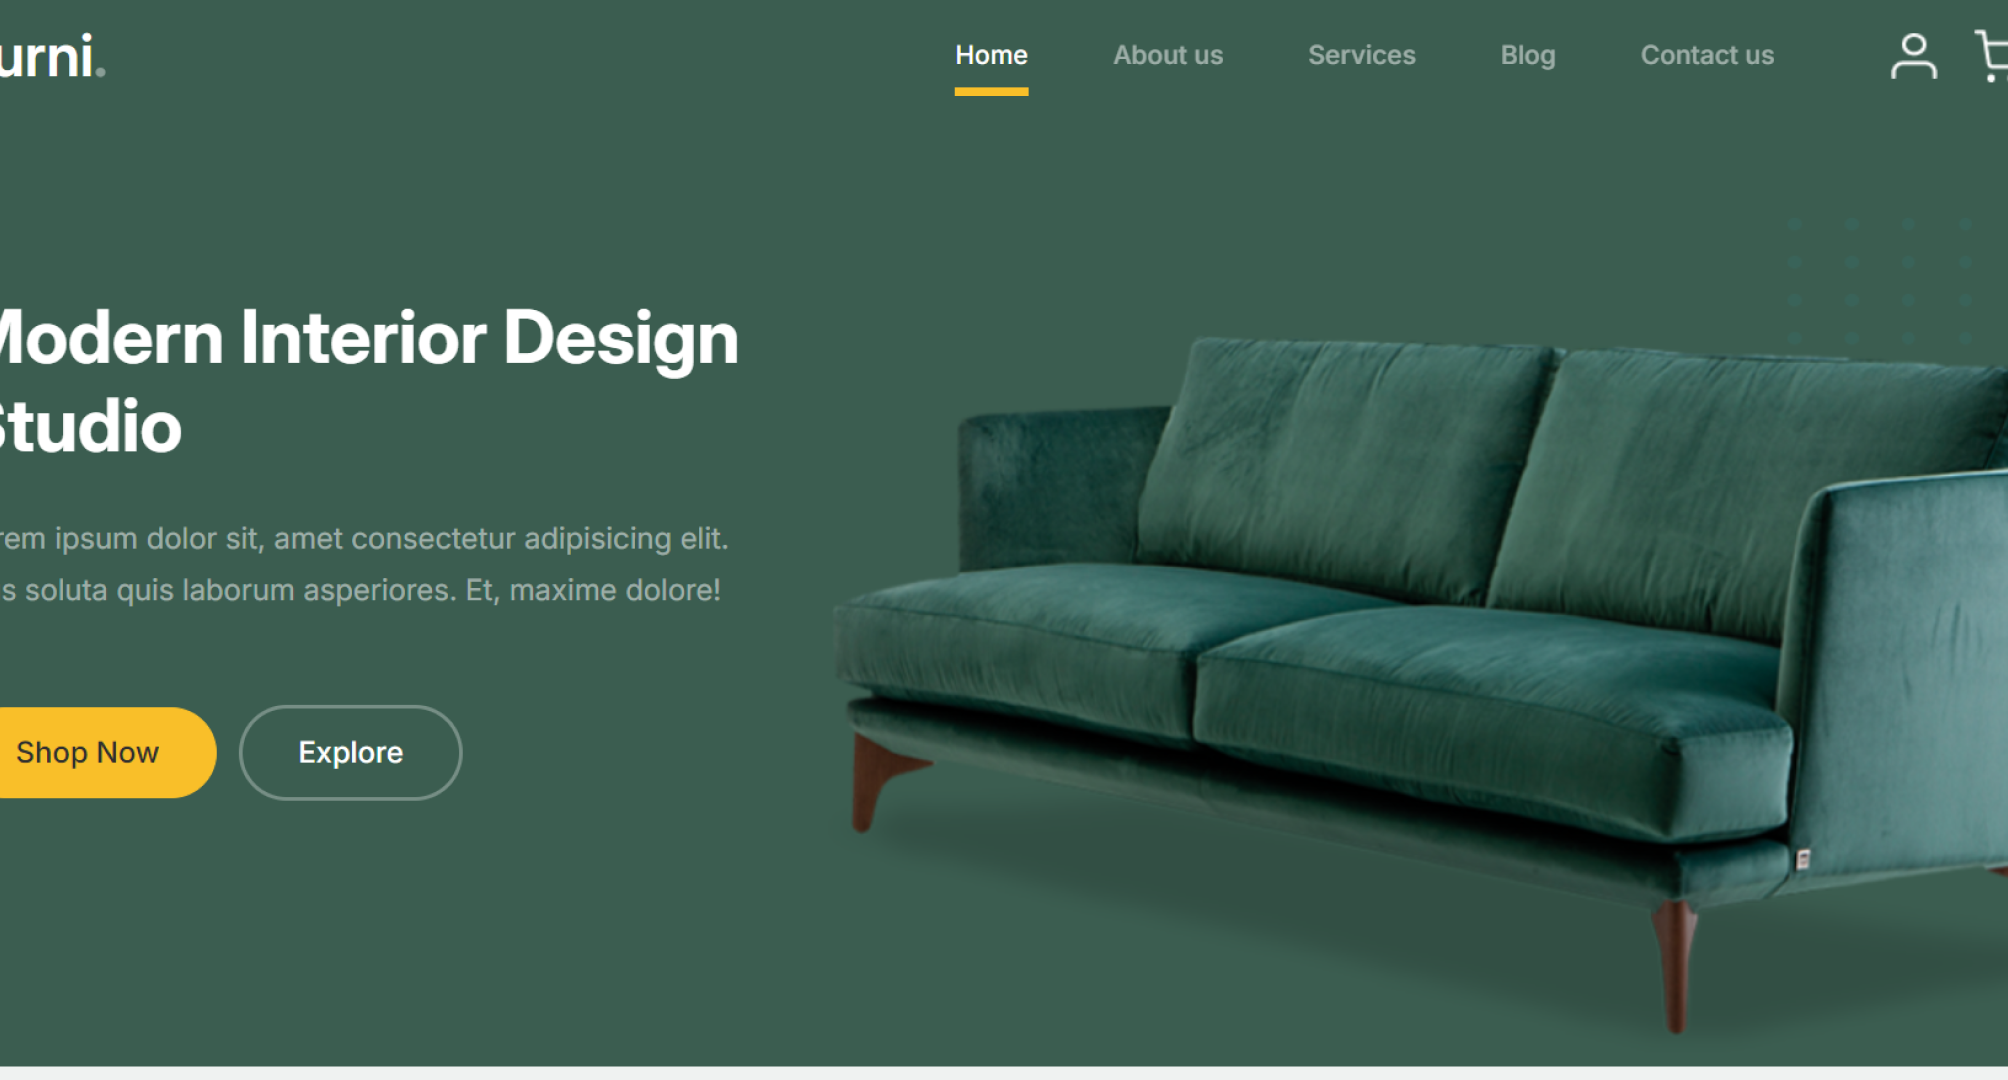 urni.
Home About us Services Blog Contact us
Modern Interior Design
Studio
rem ipsum dolor sit, amet consectetur adipisicing elit.
s soluta quis laborum asperiores. Et, maxime dolore!
Shop Now Explore